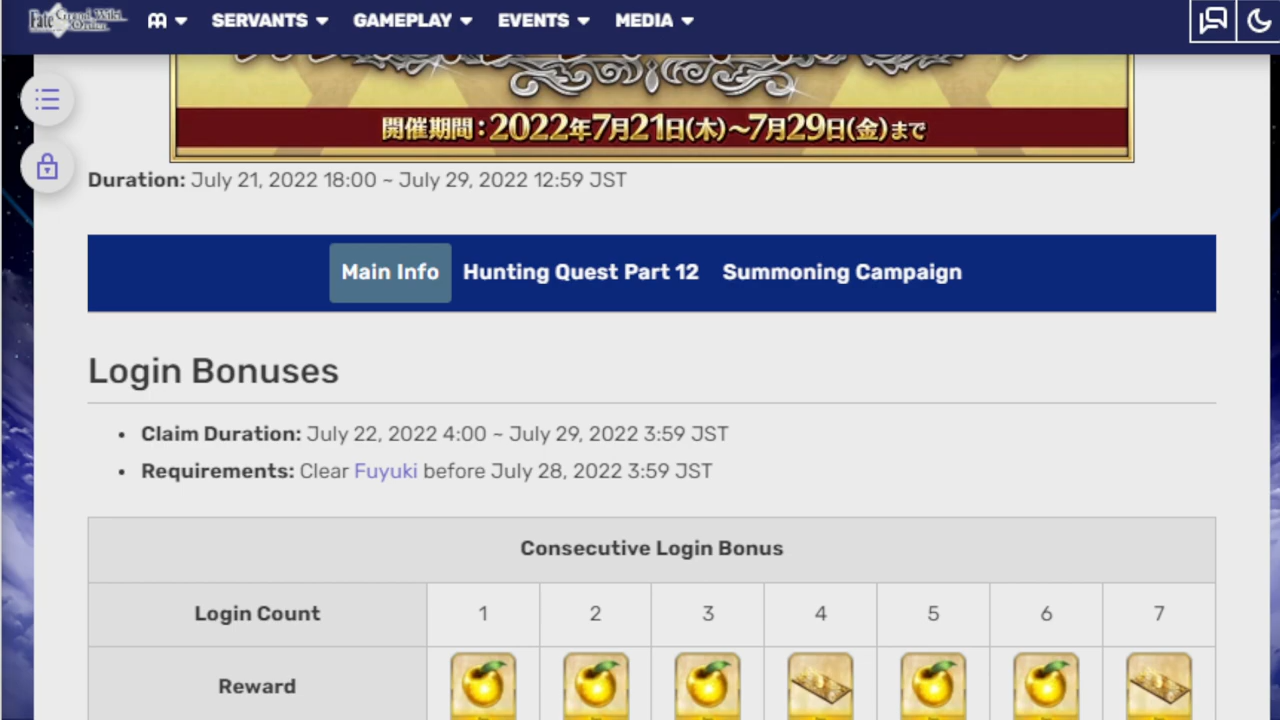 Fate Grand Wiki
Order
SERVANTS
GAMEPLAY
EVENTS
MEDIA
開催期間：2022年7月21日(木)～7月29日(金)まで
Duration: July 21, 2022 18:00 ~ July 29, 2022 12:59 JST
Main Info
Hunting Quest Part 12
Summoning Campaign
Login Bonuses
• Claim Duration: July 22, 2022 4:00 ~ July 29, 2022 3:59 JST
• Requirements: Clear Fuyuki before July 28, 2022 3:59 JST
Consecutive Login Bonus
Login Count 1 2 3 4 5 6 7
Reward